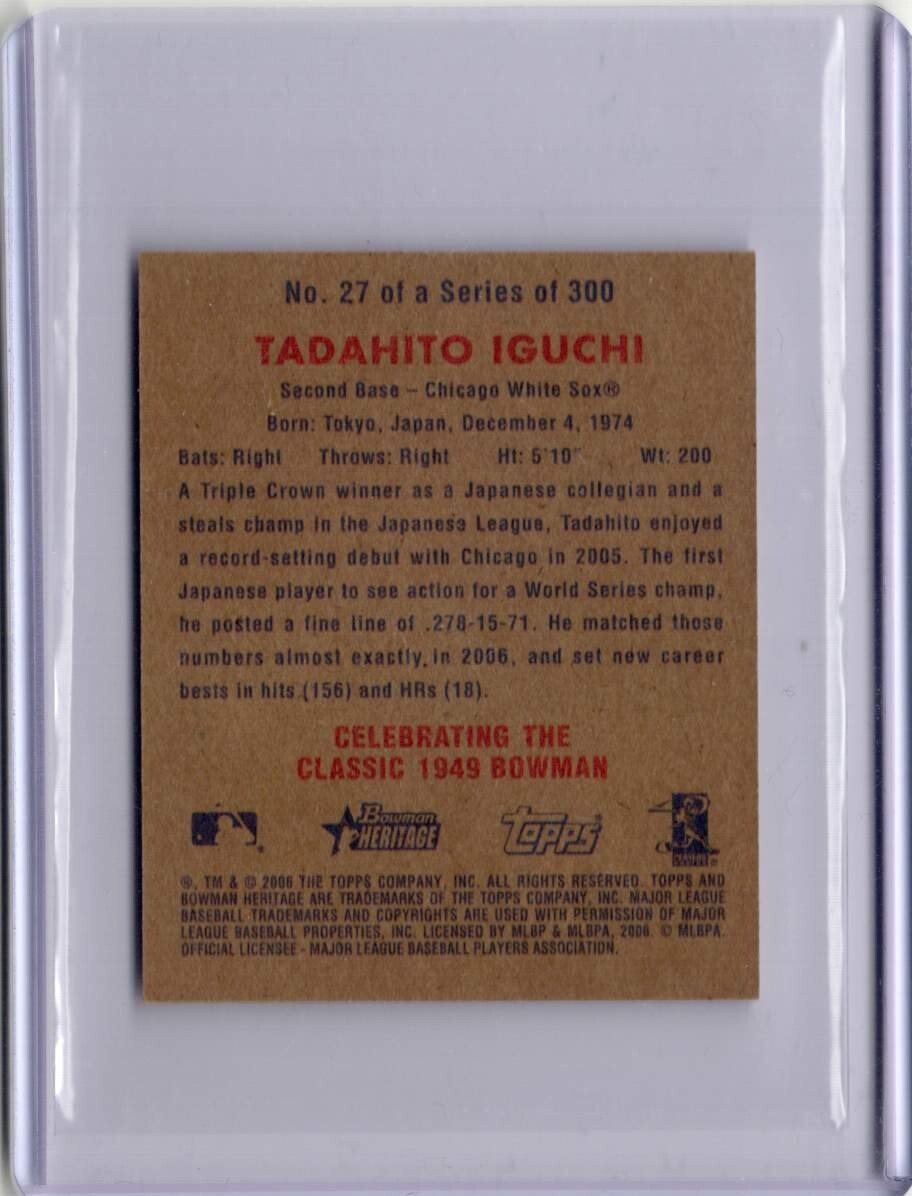 No. 27 of a Series of 300
TADAHITO IGUCHI
Second Base – Chicago White Sox®
Born: Tokyo, Japan, December 4, 1974
Bats: Right Throws: Right Ht: 5'10" Wt: 200
A Triple Crown winner as a Japanese collegian and a
steals champ in the Japanese League, Tadahito enjoyed
a record-setting debut with Chicago in 2005. The first
Japanese player to see action for a World Series champ,
he posted a fine line of .278-15-71. He matched those
numbers almost exactly in 2006, and set new career
bests in hits (156) and HRs (18).
CELEBRATING THE
CLASSIC 1949 BOWMAN
Bowman
HERITAGE
Topps
®, TM & © 2006 THE TOPPS COMPANY, INC. ALL RIGHTS RESERVED. TOPPS AND
BOWMAN HERITAGE ARE TRADEMARKS OF THE TOPPS COMPANY, INC. MAJOR LEAGUE
BASEBALL TRADEMARKS AND COPYRIGHTS ARE USED WITH PERMISSION OF MAJOR
LEAGUE BASEBALL PROPERTIES, INC. LICENSED BY MLBP & MLBPA, 2006. © MLBPA.
OFFICIAL LICENSEE - MAJOR LEAGUE BASEBALL PLAYERS ASSOCIATION.